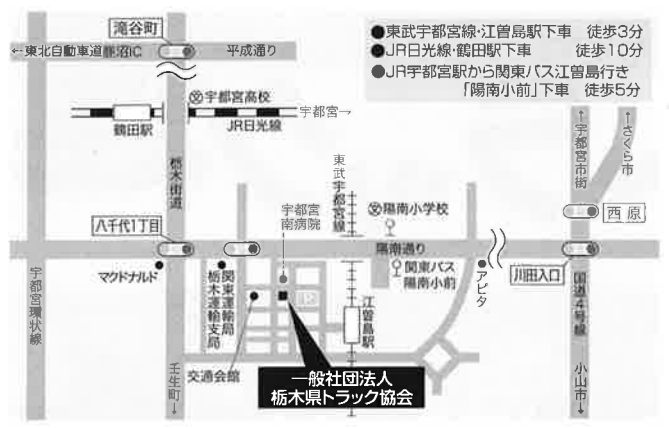 滝谷町
●東武宇都宮線・江曽島駅下車 徒歩3分
●JR日光線・鶴田駅下車 徒歩10分
●JR宇都宮駅から関東バス江曽島行き
「陽南小前」下車 徒歩5分
←東北自動車道鹿沼IC
平成通り
文宇都宮高校
宇都宮→
鶴田駅
JR日光線
栃木街道
東武宇都宮線
←宇都宮市街
←さくら市
八千代1丁目
宇都宮
南病院
文陽南小学校
西原
陽南通り
マクドナルド
関東運輸局
栃木運輸支局
P
関東バス
陽南小前
アピタ
川田入口
宇都宮環状線
国道4号線
江曽島駅
交通会館
壬生町→
小山市→
一般社団法人
栃木県トラック協会